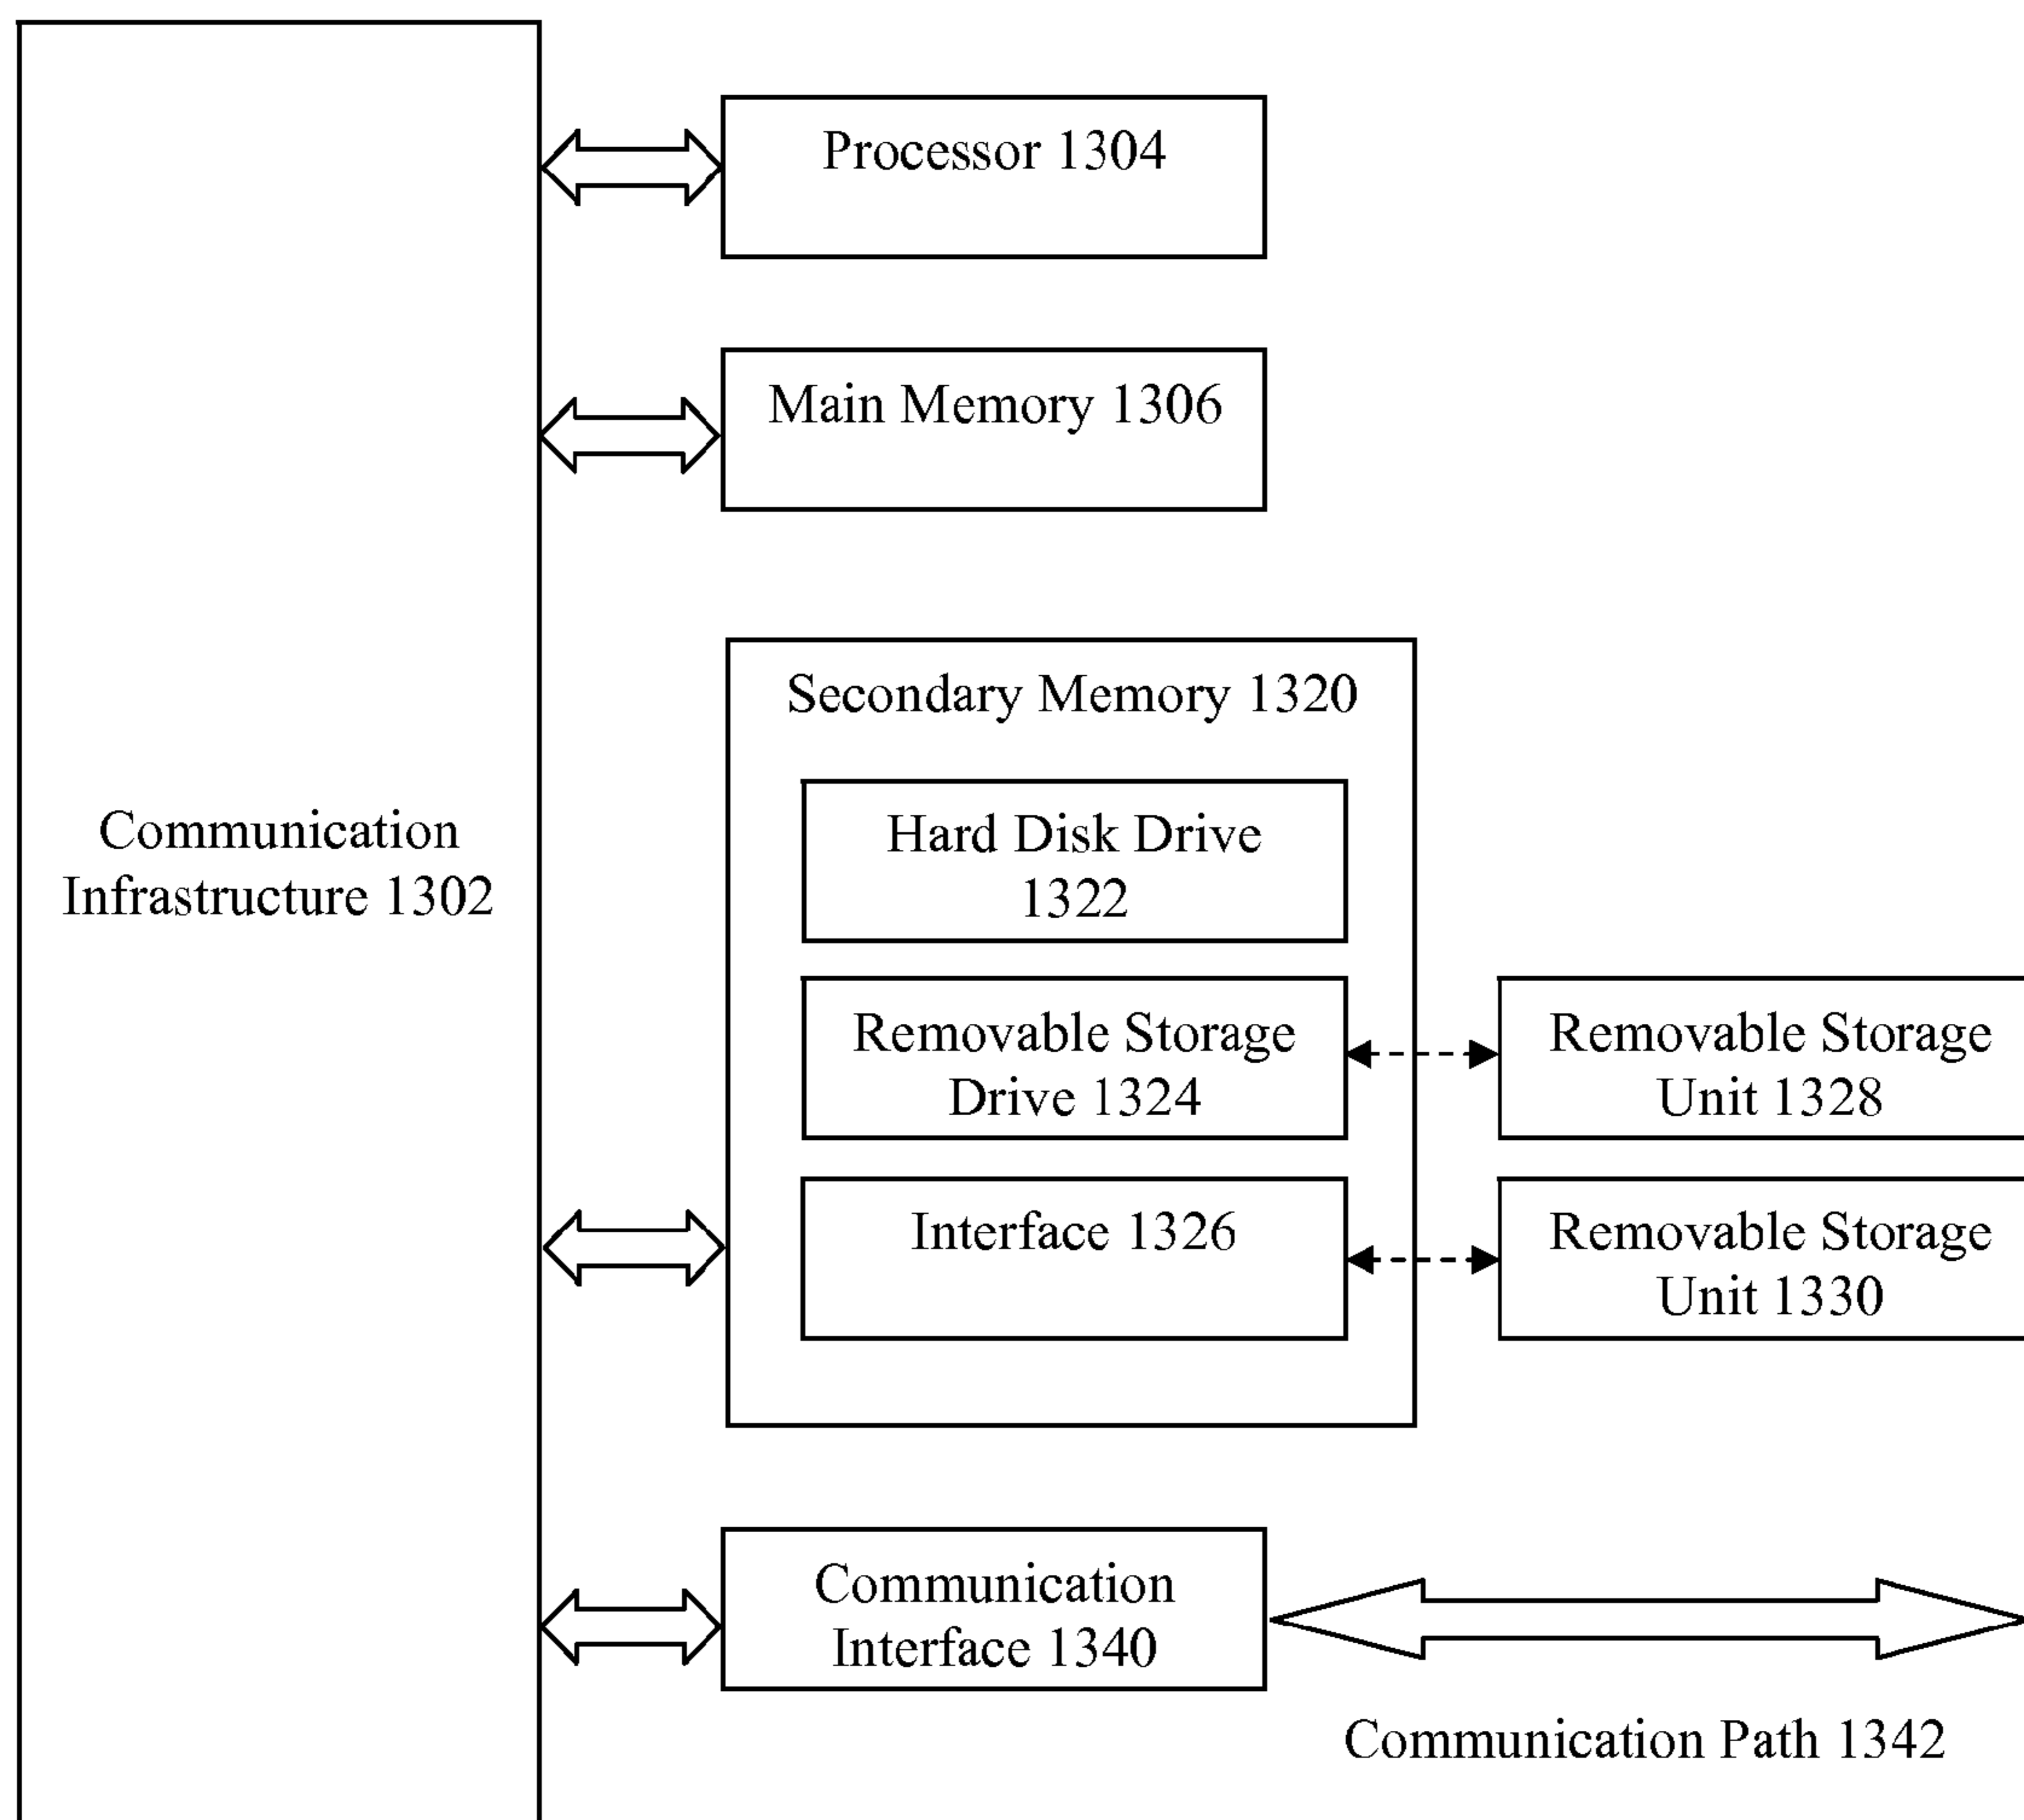 Processor 1304
Main Memory 1306
Secondary Memory 1320
Communication
Infrastructure 1302
Hard Disk Drive
1322
Removable Storage
Drive 1324
Removable Storage
Unit 1328
Interface 1326
Removable Storage
Unit 1330
Communication
Interface 1340
Communication Path 1342